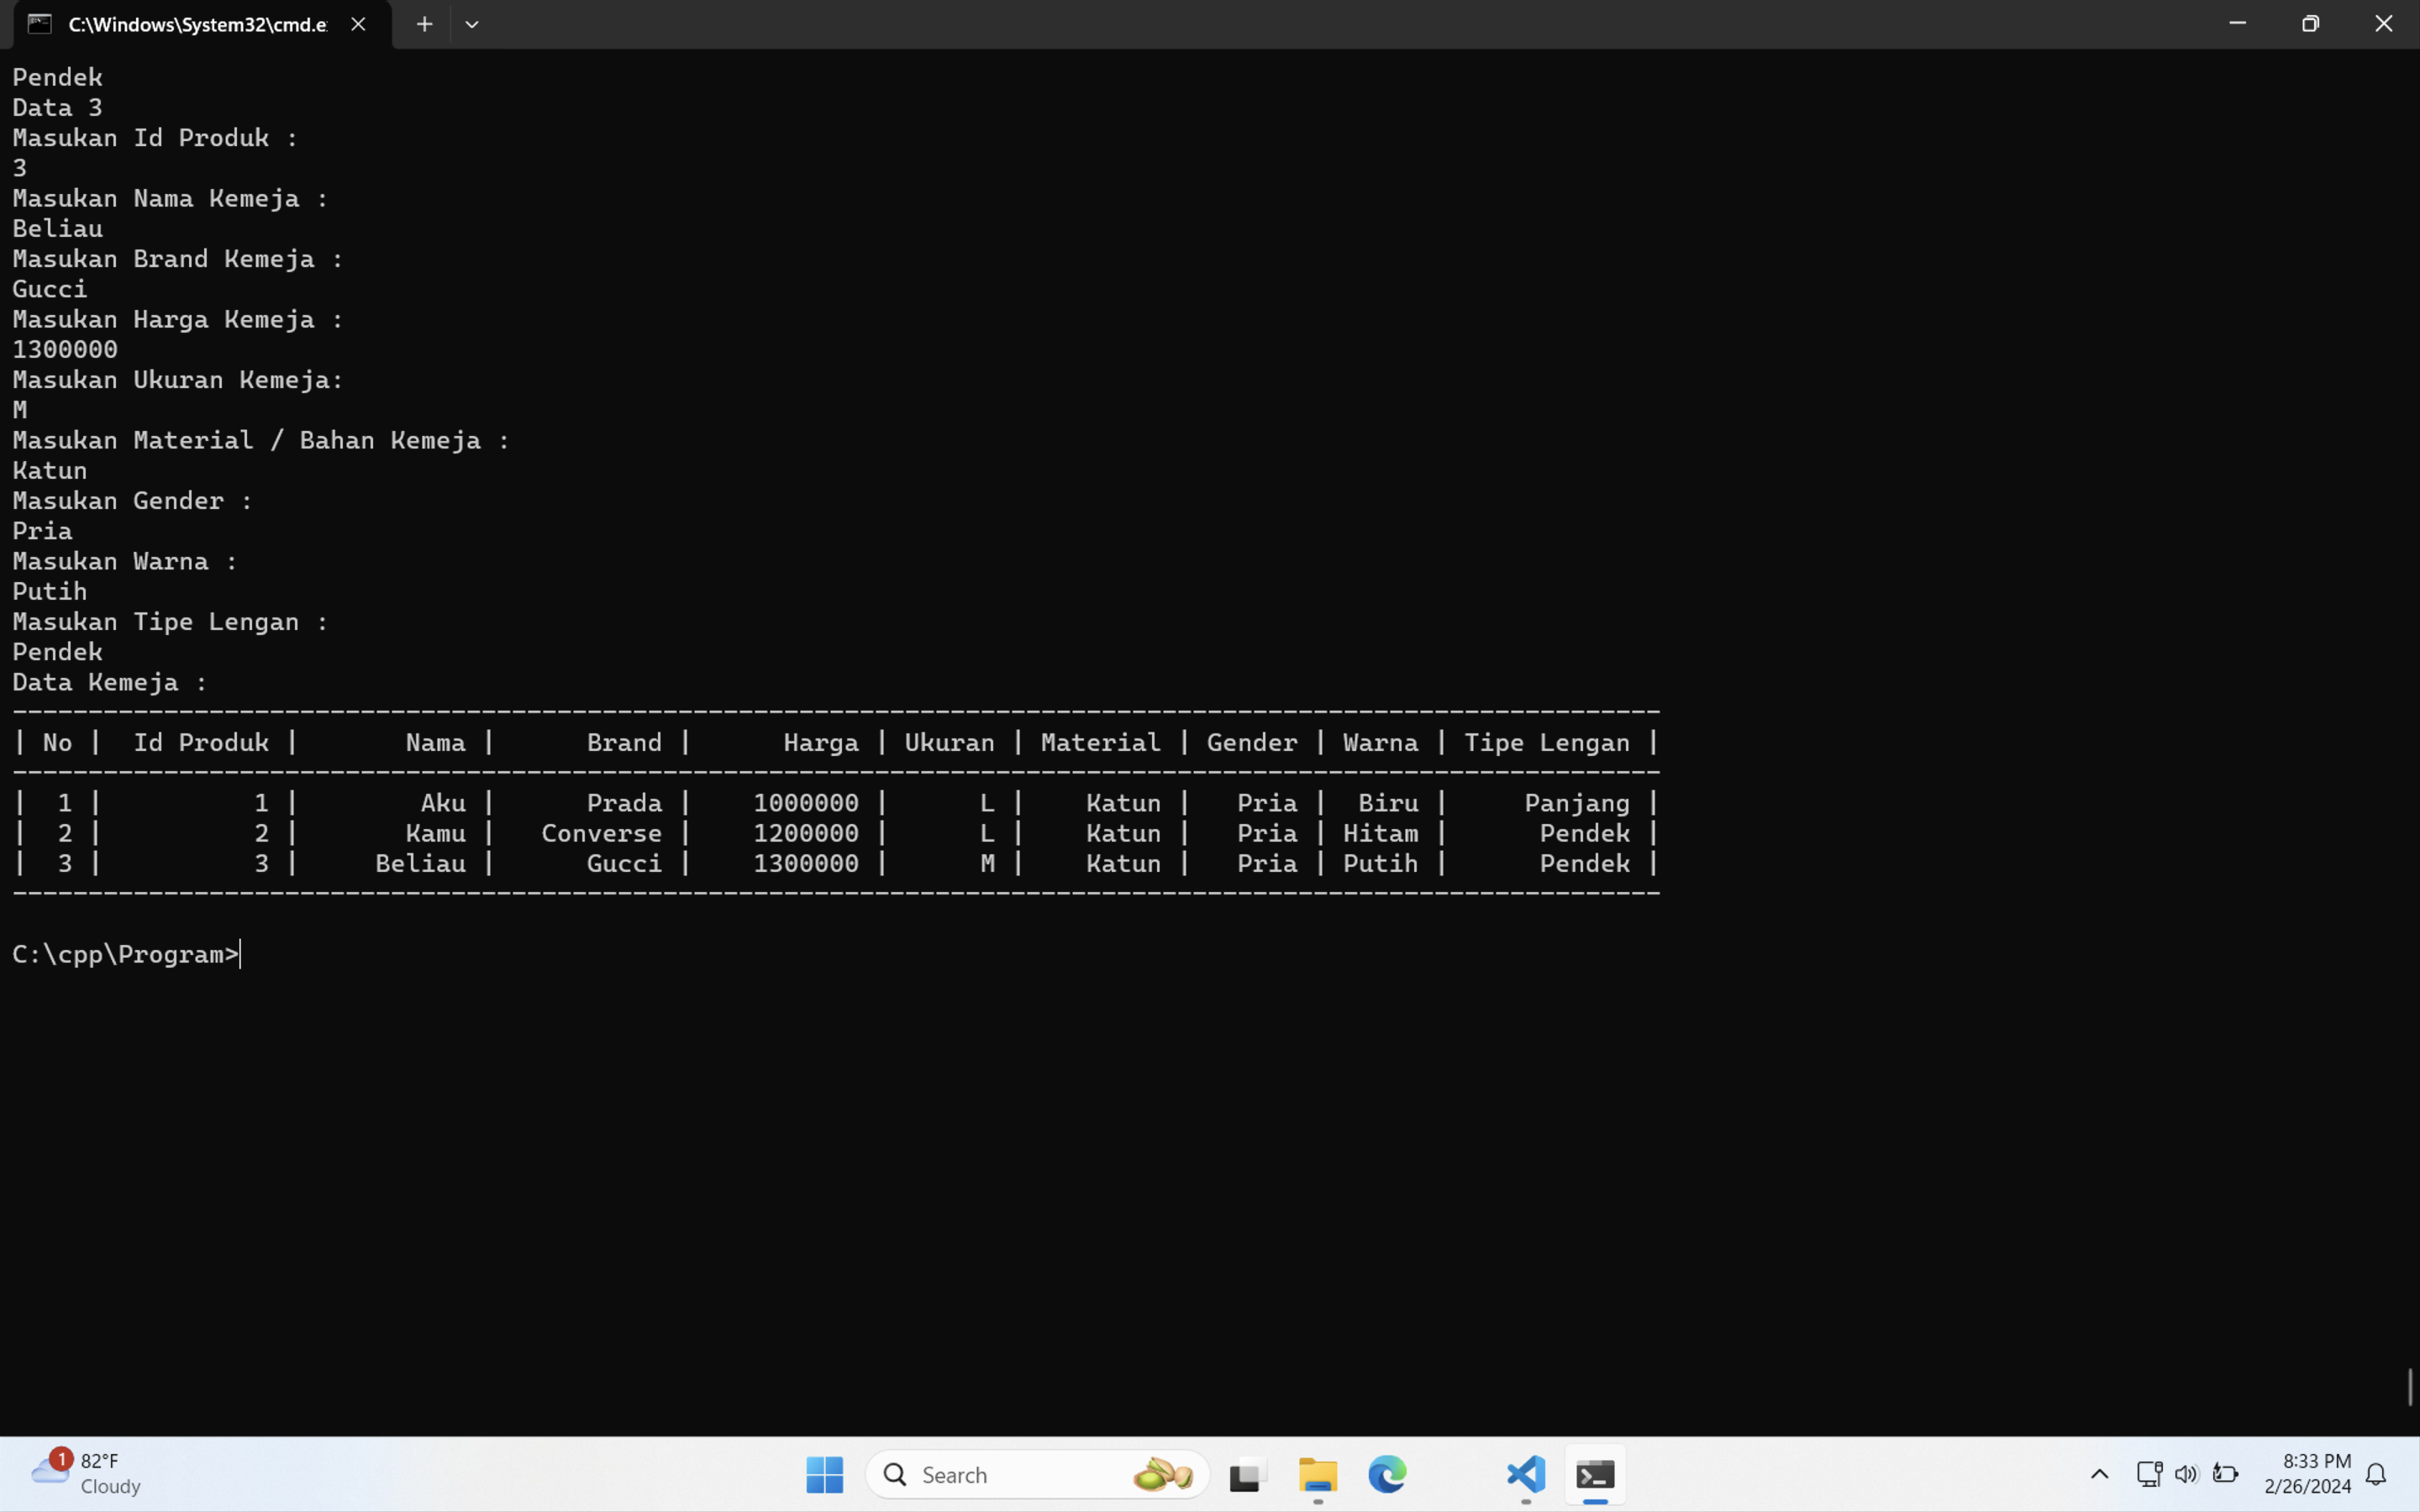 C:\Windows\System32\cmd.e
Pendek
Data 3
Masukan Id Produk :
3
Masukan Nama Kemeja :
Beliau
Masukan Brand Kemeja :
Gucci
Masukan Harga Kemeja :
1300000
Masukan Ukuran Kemeja:
M
Masukan Material / Bahan Kemeja :
Katun
Masukan Gender :
Pria
Masukan Warna :
Putih
Masukan Tipe Lengan :
Pendek
Data Kemeja :
-------------------------------------------------------------------------------------------------------------
| No |  Id Produk |       Nama |      Brand |      Harga | Ukuran | Material | Gender | Warna | Tipe Lengan |
-------------------------------------------------------------------------------------------------------------
|  1 |          1 |        Aku |      Prada |    1000000 |      L |    Katun |   Pria |  Biru |     Panjang |
|  2 |          2 |       Kamu |   Converse |    1200000 |      L |    Katun |   Pria | Hitam |      Pendek |
|  3 |          3 |     Beliau |      Gucci |    1300000 |      M |    Katun |   Pria | Putih |      Pendek |
-------------------------------------------------------------------------------------------------------------
C:\cpp\Program>
1
82°F
Cloudy
Search
8:33 PM
2/26/2024